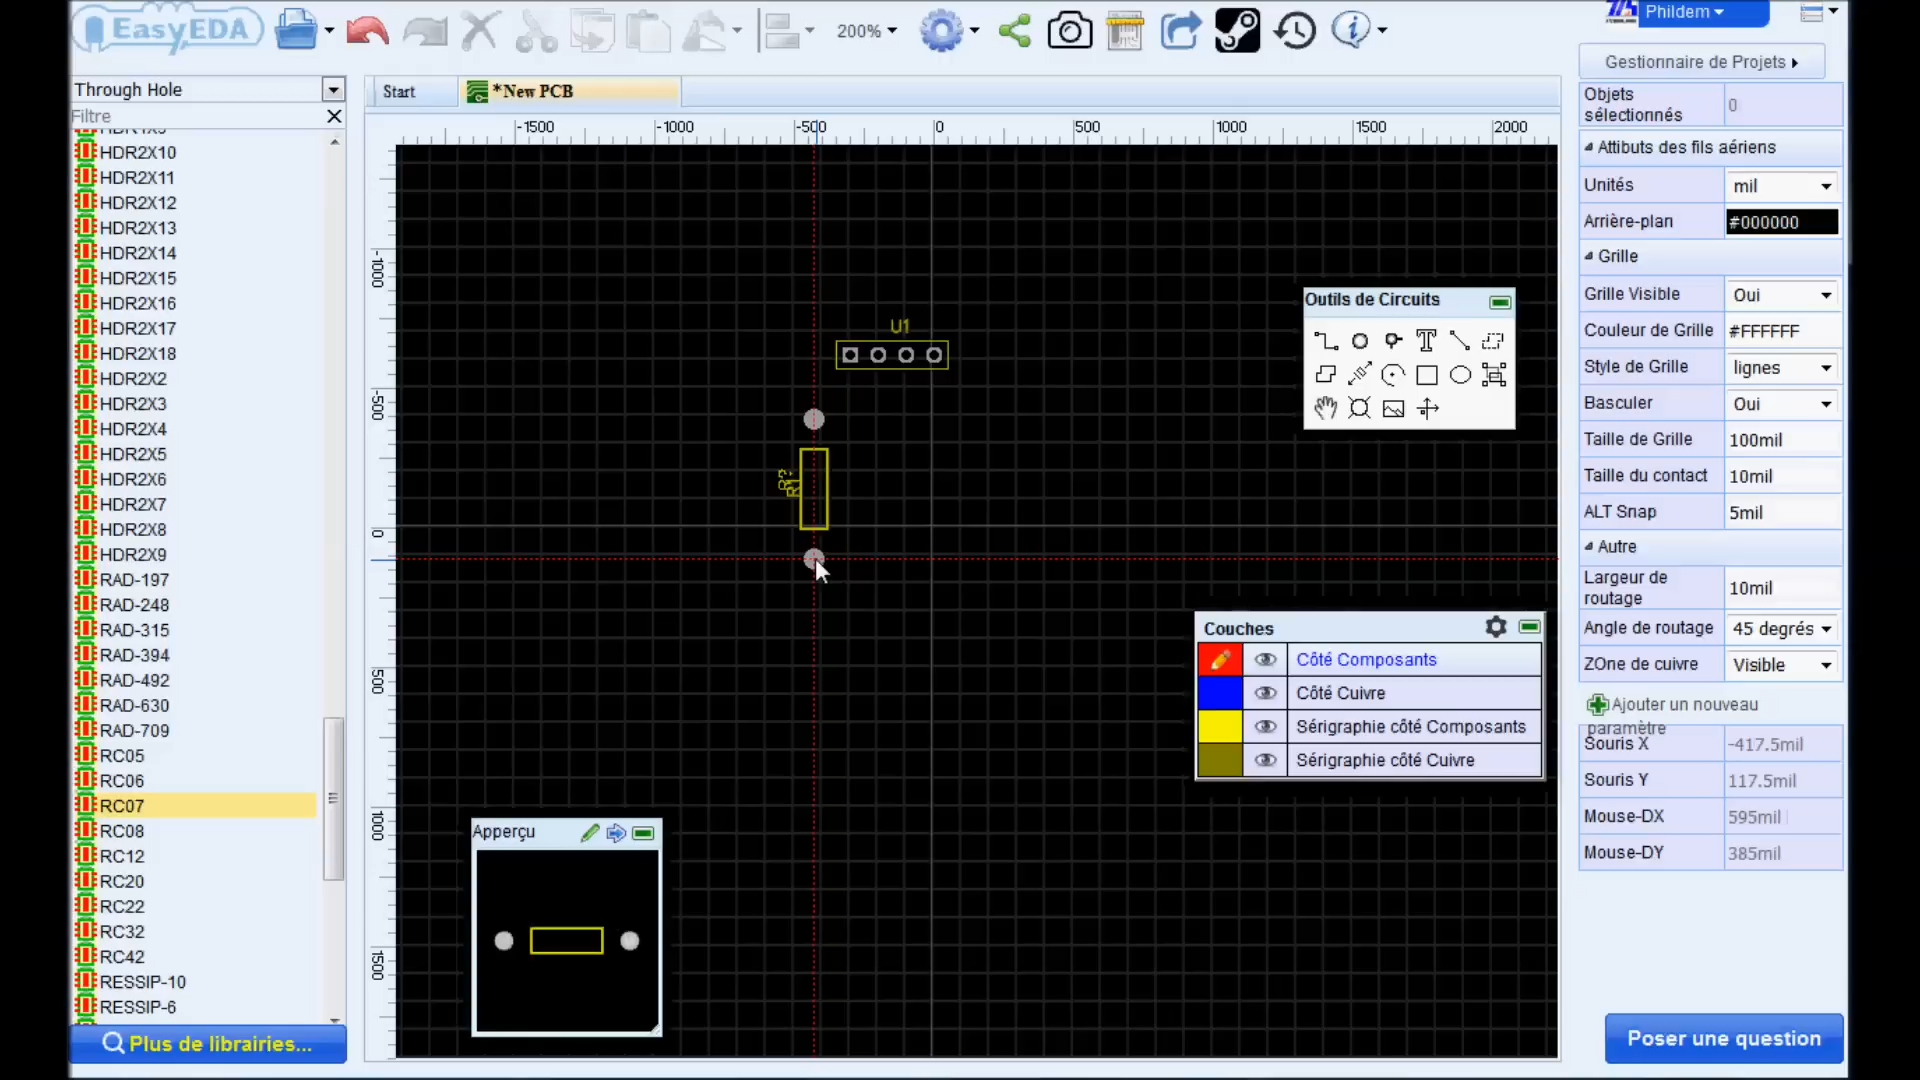 EasyEDA
200%
Phildem
Through Hole
Filtre
Start
*New PCB
Gestionnaire de Projets
HDR1X9
HDR2X10
HDR2X11
HDR2X12
HDR2X13
HDR2X14
HDR2X15
HDR2X16
HDR2X17
HDR2X18
HDR2X2
HDR2X3
HDR2X4
HDR2X5
HDR2X6
HDR2X7
HDR2X8
HDR2X9
RAD-197
RAD-248
RAD-315
RAD-394
RAD-492
RAD-630
RAD-709
RC05
RC06
RC07
RC08
RC12
RC20
RC22
RC32
RC42
RESSIP-10
RESSIP-6
Plus de librairies...
-1500 -1000 -500 0 500 1000 1500 2000
-1000
-500
0
500
1000
1500
U1
Outils de Circuits
Couches
Côté Composants
Côté Cuivre
Sérigraphie côté Composants
Sérigraphie côté Cuivre
Apperçu
Objets sélectionnés 0
Attibuts des fils aériens
Unités mil
Arrière-plan #000000
Grille
Grille Visible Oui
Couleur de Grille #FFFFFF
Style de Grille lignes
Basculer Oui
Taille de Grille 100mil
Taille du contact 10mil
ALT Snap 5mil
Autre
Largeur de routage 10mil
Angle de routage 45 degrés
ZOne de cuivre Visible
Ajouter un nouveau
paramètre
Souris X -417.5mil
Souris Y 117.5mil
Mouse-DX 595mil
Mouse-DY 385mil
Poser une question